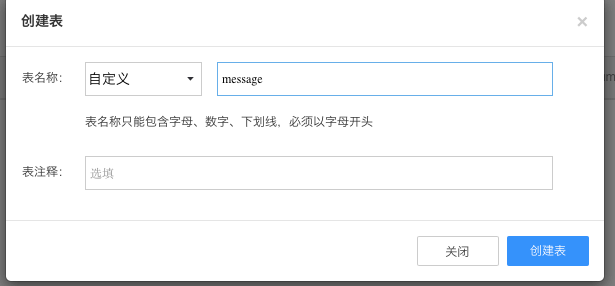 创建表 ×
表名称： 自定义 message
表名称只能包含字母、数字、下划线，必须以字母开头
表注释： 选填
关闭 创建表